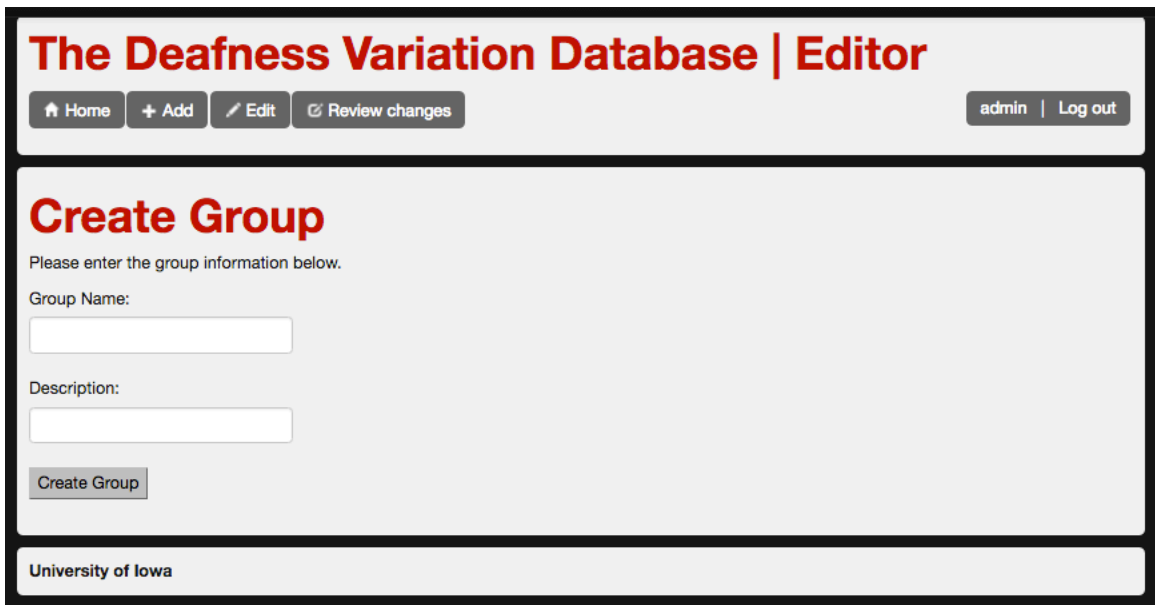 The Deafness Variation Database | Editor
Home + Add Edit Review changes admin | Log out
Create Group
Please enter the group information below.
Group Name:
Description:
Create Group
University of Iowa